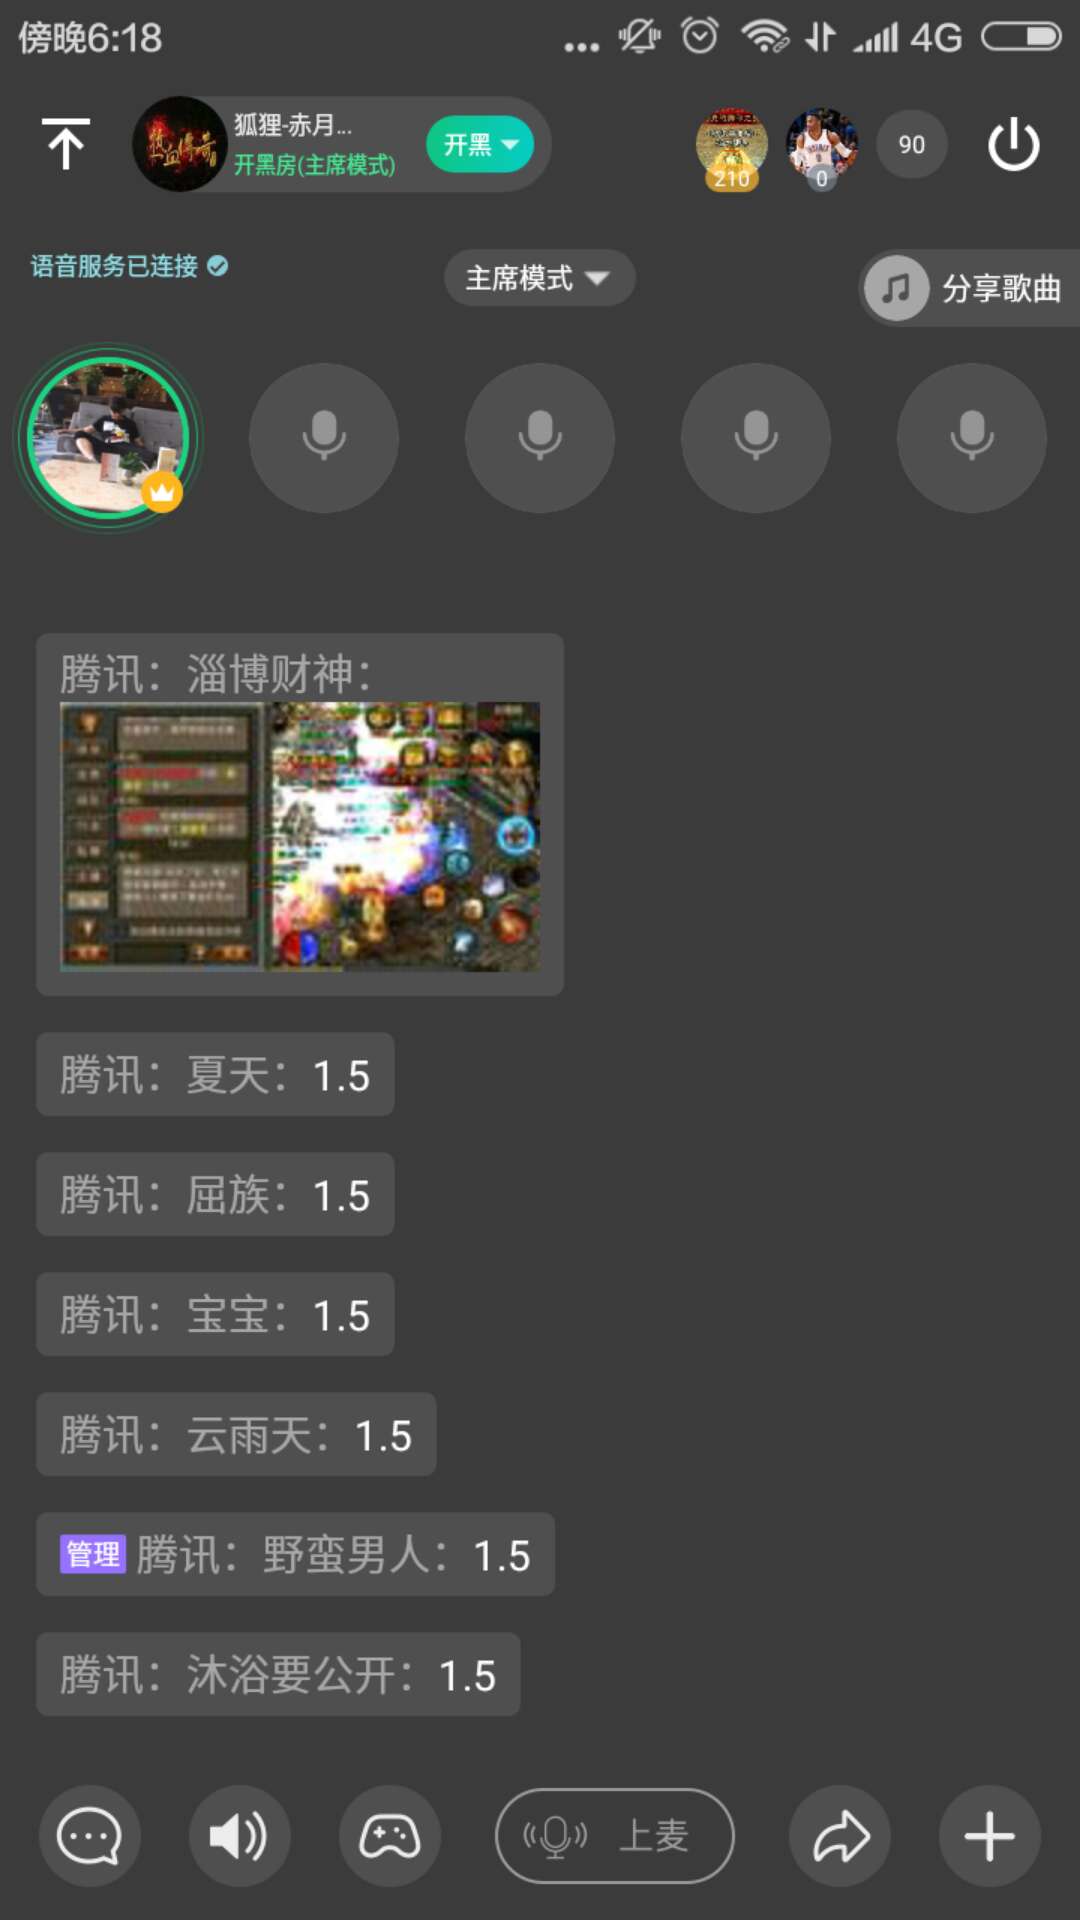 傍晚6:18
4G
热血传奇
狐狸-赤月...
开黑房(主席模式)
开黑
210
0
90
语音服务已连接
主席模式
分享歌曲
腾讯：淄博财神：
腾讯：夏天：1.5
腾讯：屈族：1.5
腾讯：宝宝：1.5
腾讯：云雨天：1.5
管理 腾讯：野蛮男人：1.5
腾讯：沐浴要公开：1.5
上麦